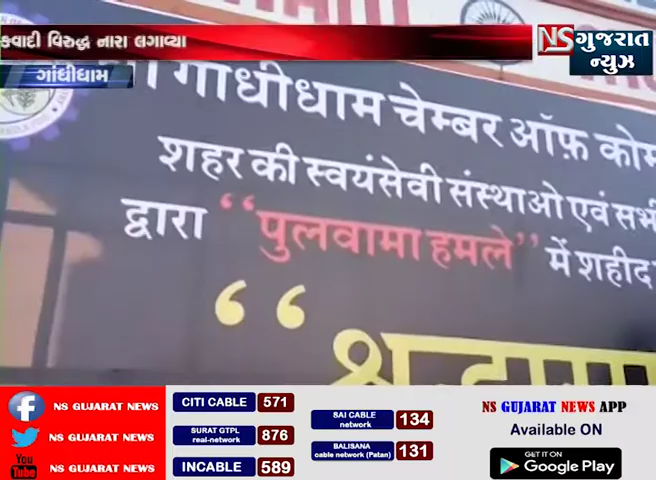 કવાદી વિરુદ્ધ નારા લગાવ્યા
NS ગુજરાત
ન્યુઝ
ગાંધીધામ
गांधीधाम चेम्बर ऑफ़
शहर की स्वयंसेवी संस्थाओ एवं सभी
द्वारा “पुलवामा हमले” में शहीद
“
NS GUJARAT NEWS
NS GUJARAT NEWS
You Tube NS GUJARAT NEWS
CITI CABLE 571
SURAT GTPL
real-network 876
INCABLE 589
SAI CABLE
network 134
BALISANA
cable network (Patan) 131
NS GUJARAT NEWS APP
Available ON
GET IT ON
Google Play